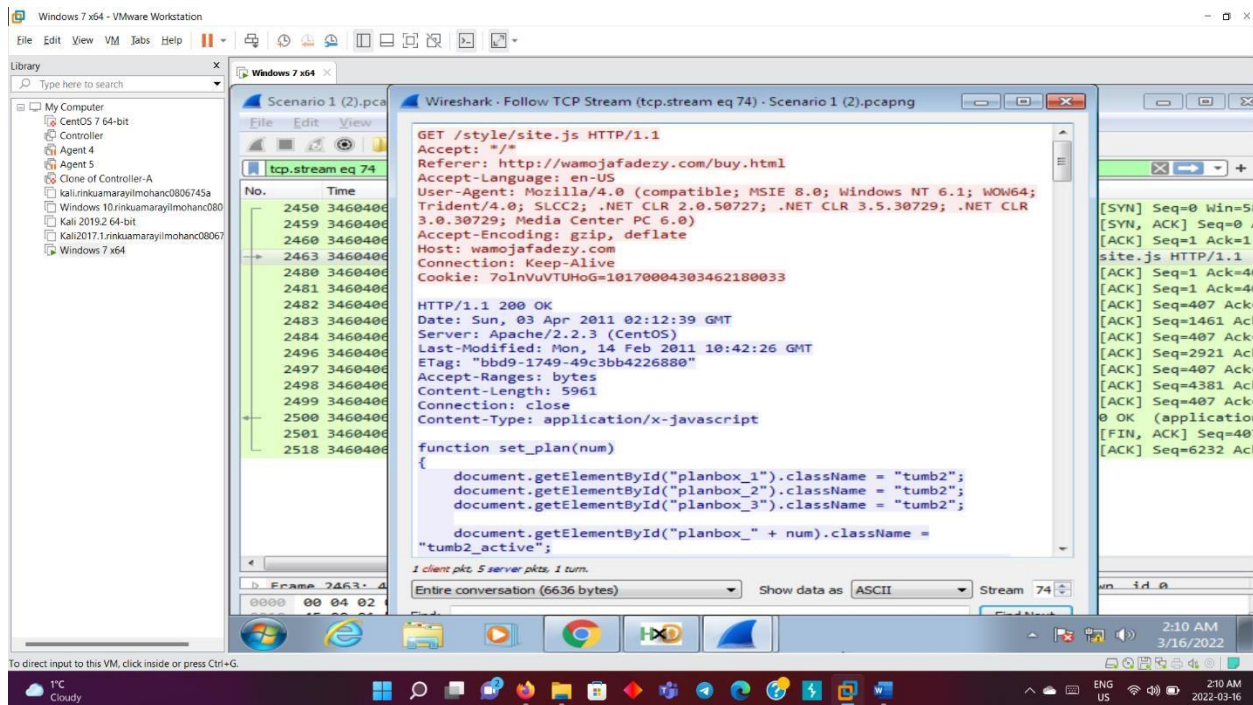 Windows 7 x64 - VMware Workstation
File Edit View VM Tabs Help
Library
Type here to search
My Computer
CentOS 7 64-bit
Controller
Agent 4
Agent 5
Clone of Controller-A
kali.rinkuamarayilmohanc0806745a
Windows 10.rinkuamarayilmohanc080
Kali 2019.2 64-bit
Kali2017.1.rinkuamarayilmohanc08067
Windows 7 x64
Windows 7 x64
Scenario 1 (2).pca
File Edit View
tcp.stream eq 74
No. Time
2450 3460406
2459 3460406
2460 3460406
2463 3460406
2480 3460406
2481 3460406
2482 3460406
2483 3460406
2484 3460406
2496 3460406
2497 3460406
2498 3460406
2499 3460406
2500 3460406
2501 3460406
2518 3460406
Wireshark · Follow TCP Stream (tcp.stream eq 74) · Scenario 1 (2).pcapng
GET /style/site.js HTTP/1.1
Accept: */*
Referer: http://wamojafadezy.com/buy.html
Accept-Language: en-US
User-Agent: Mozilla/4.0 (compatible; MSIE 8.0; Windows NT 6.1; WOW64;
Trident/4.0; SLCC2; .NET CLR 2.0.50727; .NET CLR 3.5.30729; .NET CLR
3.0.30729; Media Center PC 6.0)
Accept-Encoding: gzip, deflate
Host: wamojafadezy.com
Connection: Keep-Alive
Cookie: 7olnVuVTUHoG=10170004303462180033
HTTP/1.1 200 OK
Date: Sun, 03 Apr 2011 02:12:39 GMT
Server: Apache/2.2.3 (CentOS)
Last-Modified: Mon, 14 Feb 2011 10:42:26 GMT
ETag: "bbd9-1749-49c3bb4226880"
Accept-Ranges: bytes
Content-Length: 5961
Connection: close
Content-Type: application/x-javascript
function set_plan(num)
{
document.getElementById("planbox_1").className = "tumb2";
document.getElementById("planbox_2").className = "tumb2";
document.getElementById("planbox_3").className = "tumb2";
document.getElementById("planbox_" + num).className =
"tumb2_active";
1 client pkt, 5 server pkts, 1 turn.
Entire conversation (6636 bytes)
Show data as ASCII
Stream 74
[SYN] Seq=0 Win=58
[SYN, ACK] Seq=0
[ACK] Seq=1 Ack=1
site.js HTTP/1.1
[ACK] Seq=1 Ack=4
[ACK] Seq=1 Ack=4
[ACK] Seq=407 Ack
[ACK] Seq=1461 Ac
[ACK] Seq=407 Ack
[ACK] Seq=2921 Ac
[ACK] Seq=407 Ack
[ACK] Seq=4381 Ac
[ACK] Seq=407 Ack
0 OK (applicatio
[FIN, ACK] Seq=40
[ACK] Seq=6232 Ac
Frame 2463: 4
0000 00 04 02
2:10 AM
3/16/2022
To direct input to this VM, click inside or press Ctrl+G.
1°C
Cloudy
ENG
US
2:10 AM
2022-03-16